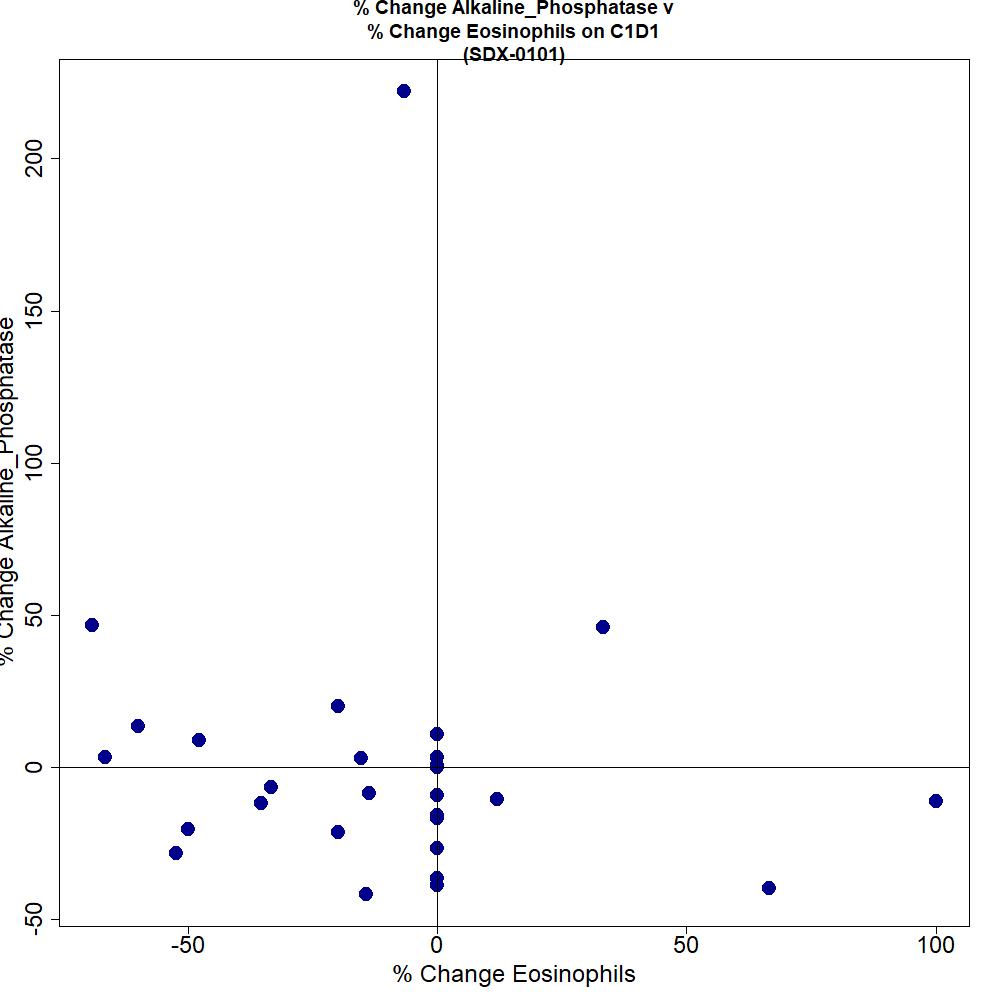 % Change Alkaline_Phosphatase v
% Change Eosinophils on C1D1
(SDX-0101)
% Change Alkaline_Phosphatase
200
150
100
50
0
-50
-50
0
50
100
% Change Eosinophils